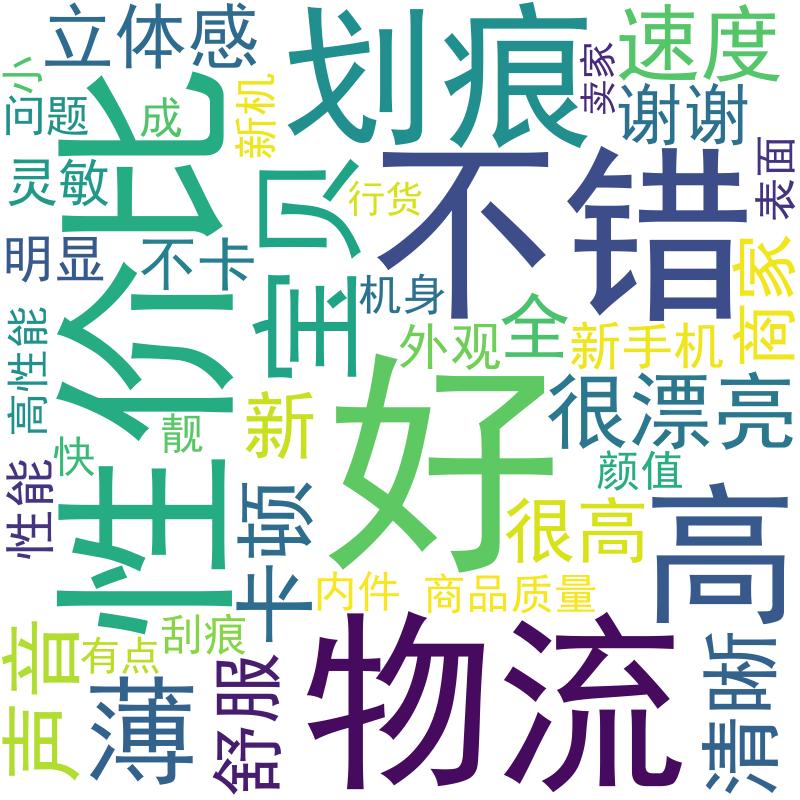 立体感
划痕
速度
小
卖家
谢谢
问题
成
新机
性价比
不错
灵敏
宝贝
行货
表面
明显
不卡
机身
商家
高性能
外观
全
新手机
好
很漂亮
新
靓
快
颜值
性能
卡顿
很高
高
内件
商品质量
刮痕
声音
有点
物流
清晰
舒服
薄